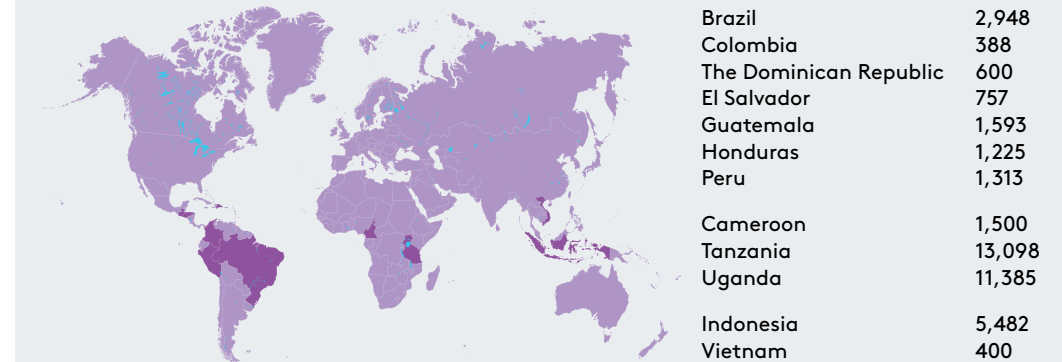 Brazil 2,948
Colombia 388
The Dominican Republic 600
El Salvador 757
Guatemala 1,593
Honduras 1,225
Peru 1,313
Cameroon 1,500
Tanzania 13,098
Uganda 11,385
Indonesia 5,482
Vietnam 400